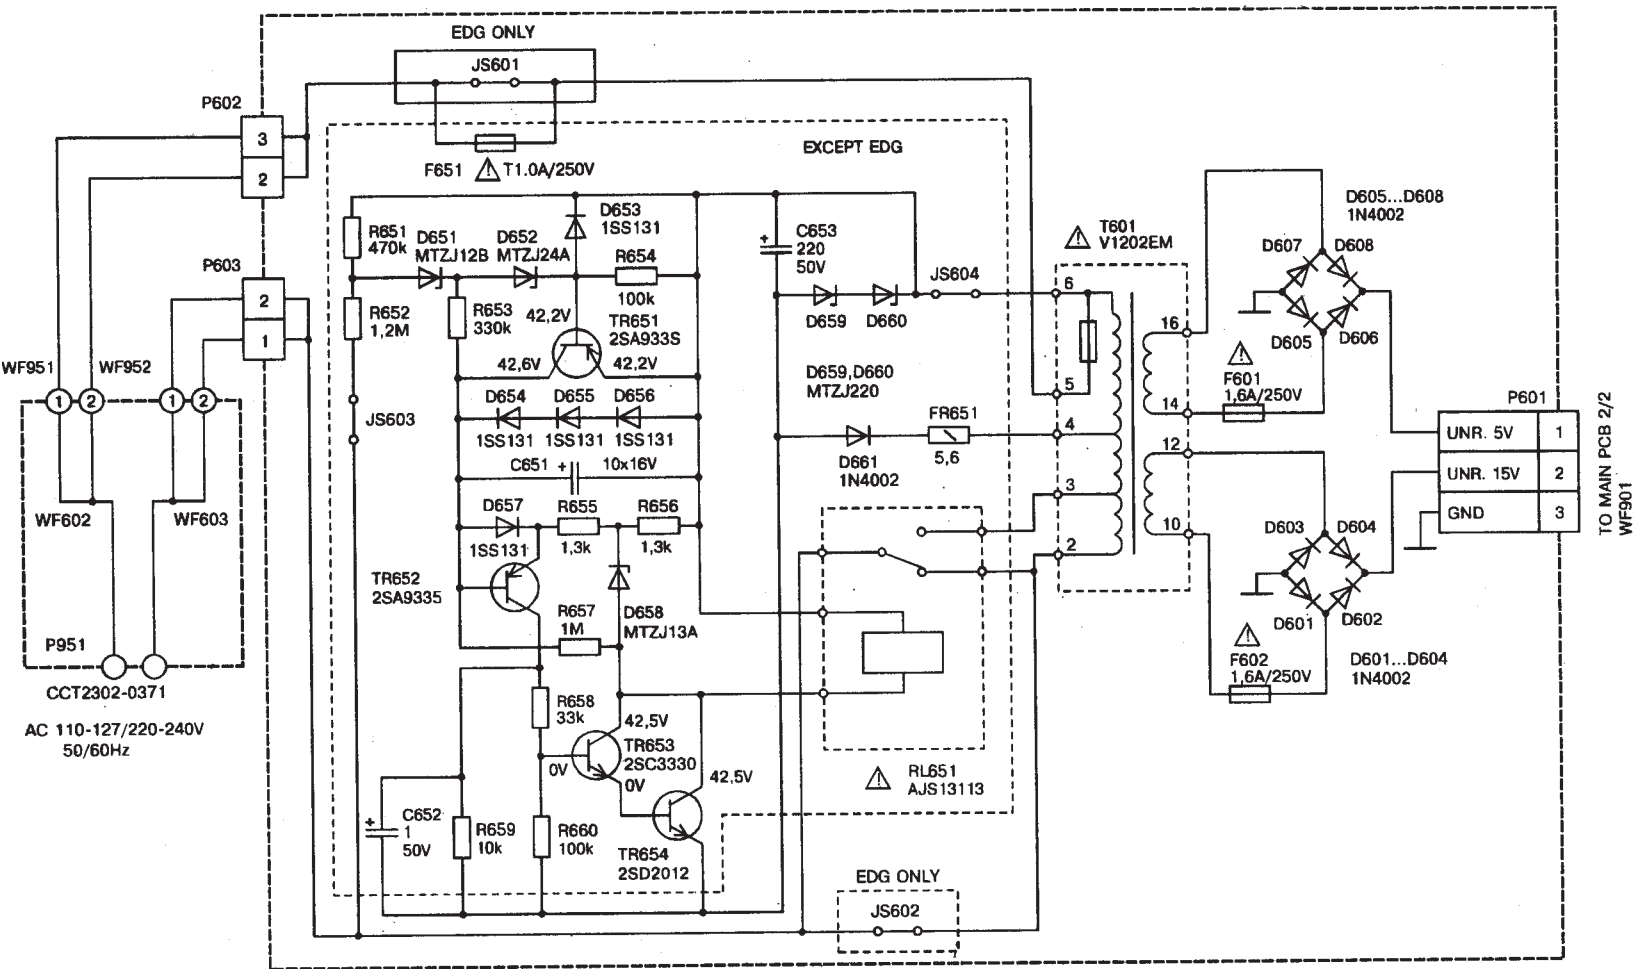 EDG ONLY
JS601
P602
3
2
F651 T1.0A/250V
EXCEPT EDG
P603
2
1
R651
470k
D651
MTZJ12B
D652
MTZJ24A
D653
1SS131
R654
100k
C653
+
220
50V
JS604
D659
D660
R652
1,2M
R653
330k
42,2V
TR651
2SA933S
42,6V
42,2V
D659,D660
MTZJ220
JS603
D654
D655
D656
1SS131
1SS131
1SS131
C651
+
10x16V
D661
1N4002
FR651
5,6
D657
1SS131
R655
1,3k
R656
1,3k
TR652
2SA9335
R657
1M
D658
MTZJ13A
R658
33k
42,5V
TR653
2SC3330
0V
0V
42,5V
TR654
2SD2012
C652
+
1
50V
R659
10k
R660
100k
RL651
AJS13113
EDG ONLY
JS602
T601
V1202EM
6
5
4
3
2
16
14
12
10
D605...D608
1N4002
D607
D608
D605
D606
F601
1,6A/250V
D603
D604
D601
D602
F602
1,6A/250V
D601...D604
1N4002
P601
UNR. 5V
1
UNR. 15V
2
GND
3
TO MAIN PCB 2/2
WF901
WF951
WF952
1
2
1
2
WF602
WF603
P951
CCT2302-0371
AC 110-127/220-240V
50/60Hz